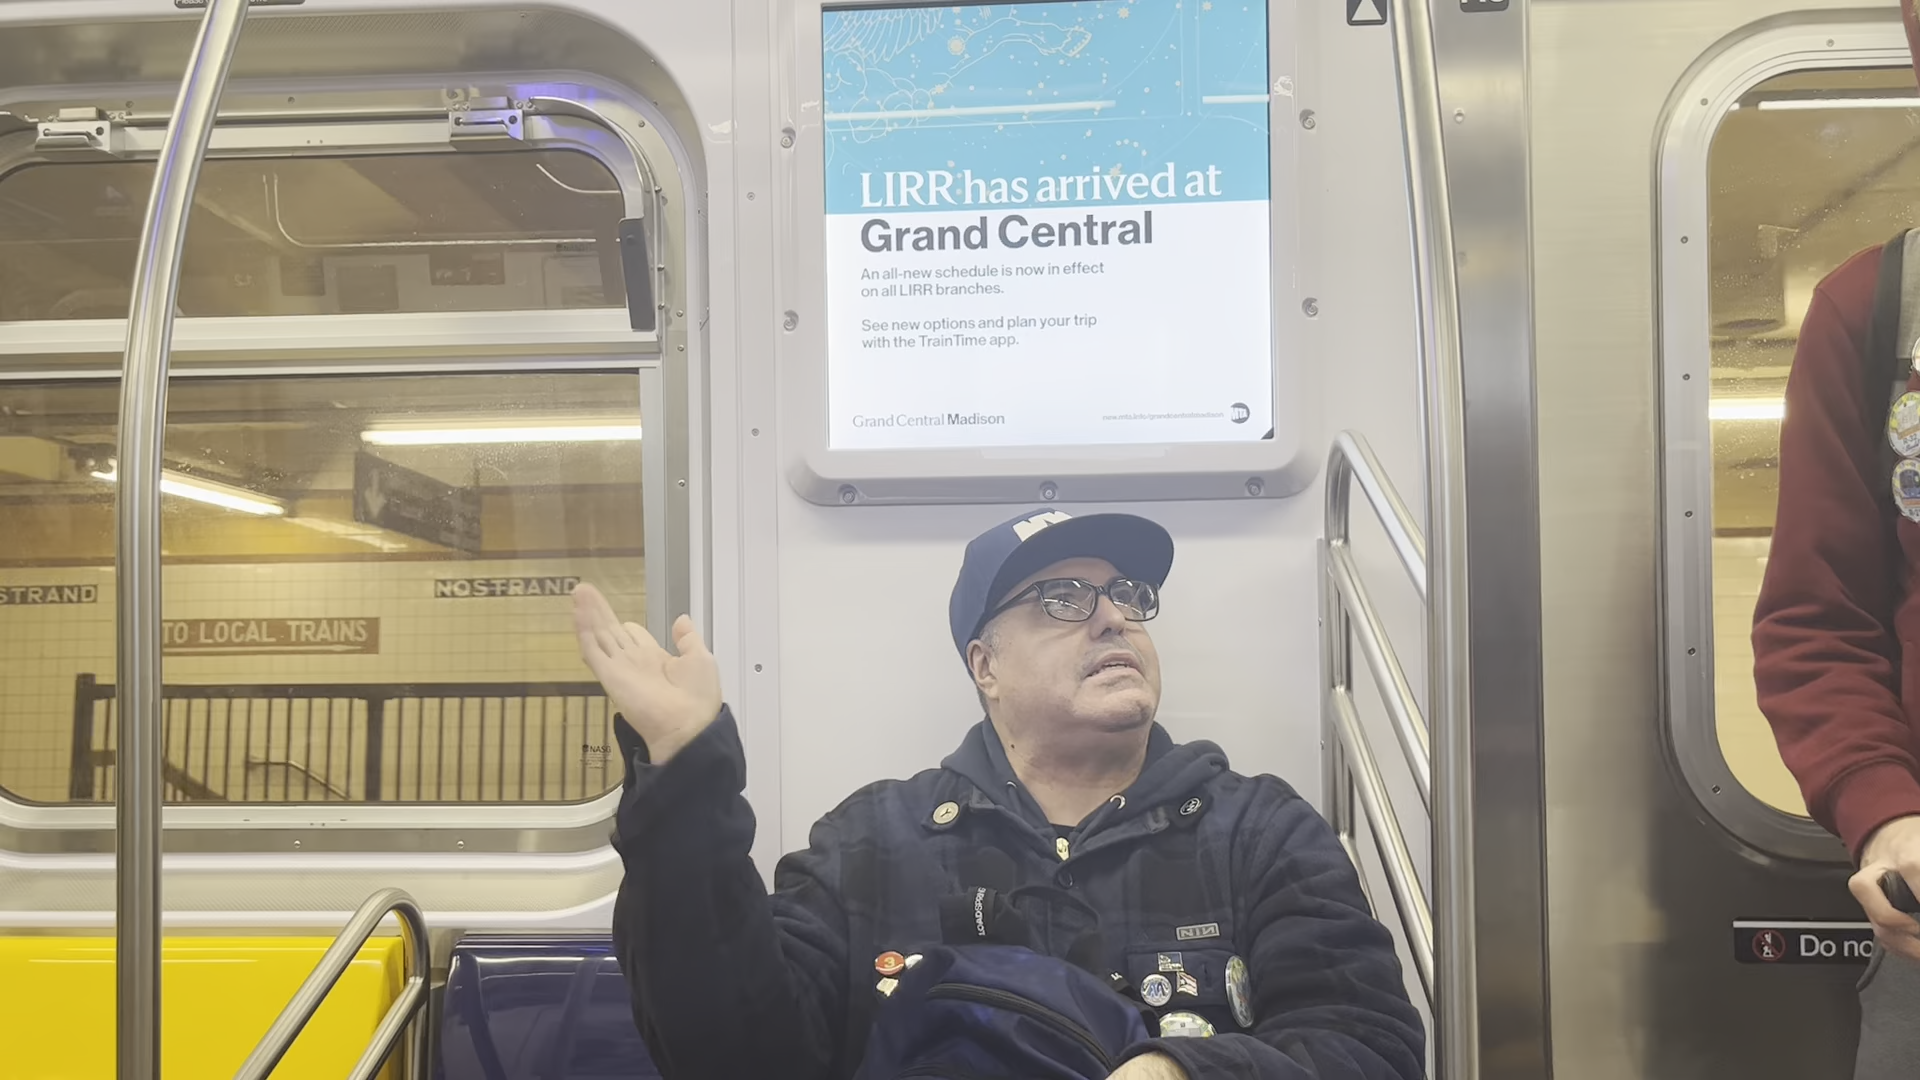 LIRR has arrived at
Grand Central
An all-new schedule is now in effect
on all LIRR branches.
See new options and plan your trip
with the TrainTime app.
Grand Central Madison
MTA
STRAND
NOSTRAND
TO LOCAL TRAINS
NIN
3
Do no